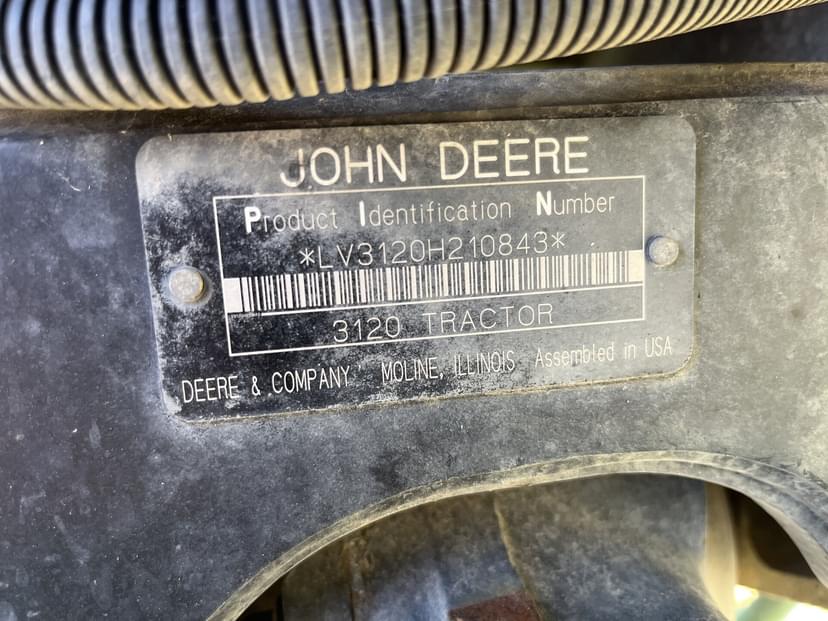 JOHN DEERE
Product Identification Number
*LV3120H210843*
3120 TRACTOR
DEERE & COMPANY MOLINE, ILLINOIS Assembled in USA